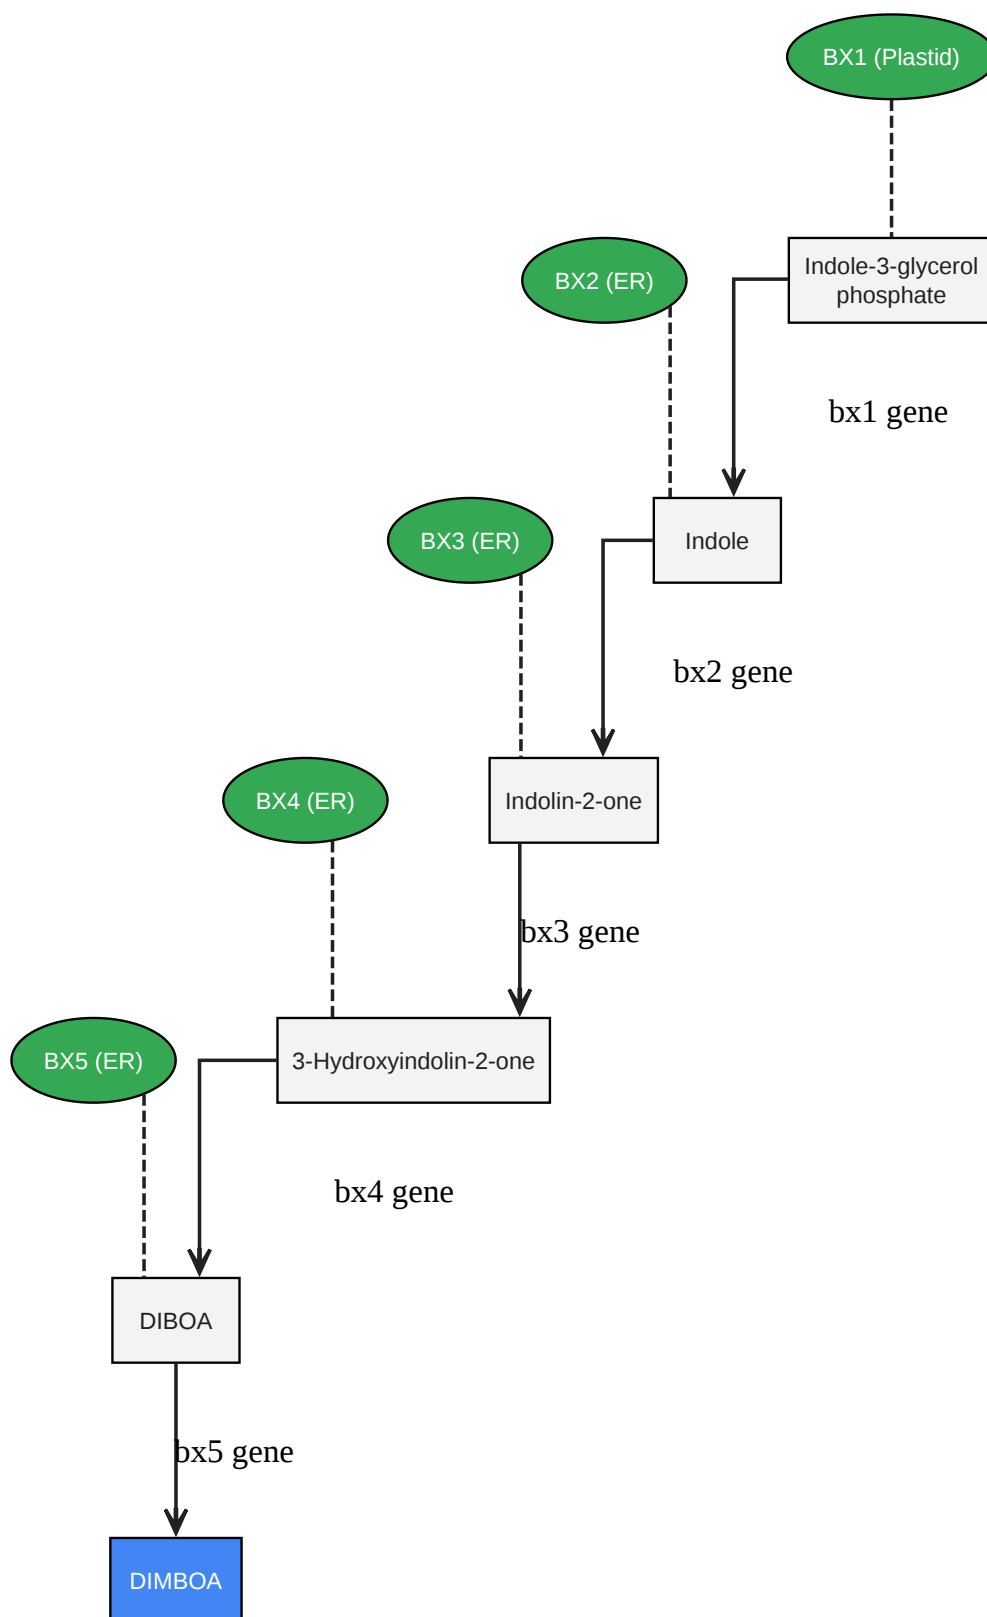 BX1 (Plastid)
Indole-3-glycerol
phosphate
BX2 (ER)
bx1 gene
BX3 (ER)
Indole
bx2 gene
BX4 (ER)
Indolin-2-one
bx3 gene
BX5 (ER)
3-Hydroxyindolin-2-one
bx4 gene
DIBOA
bx5 gene
DIMBOA